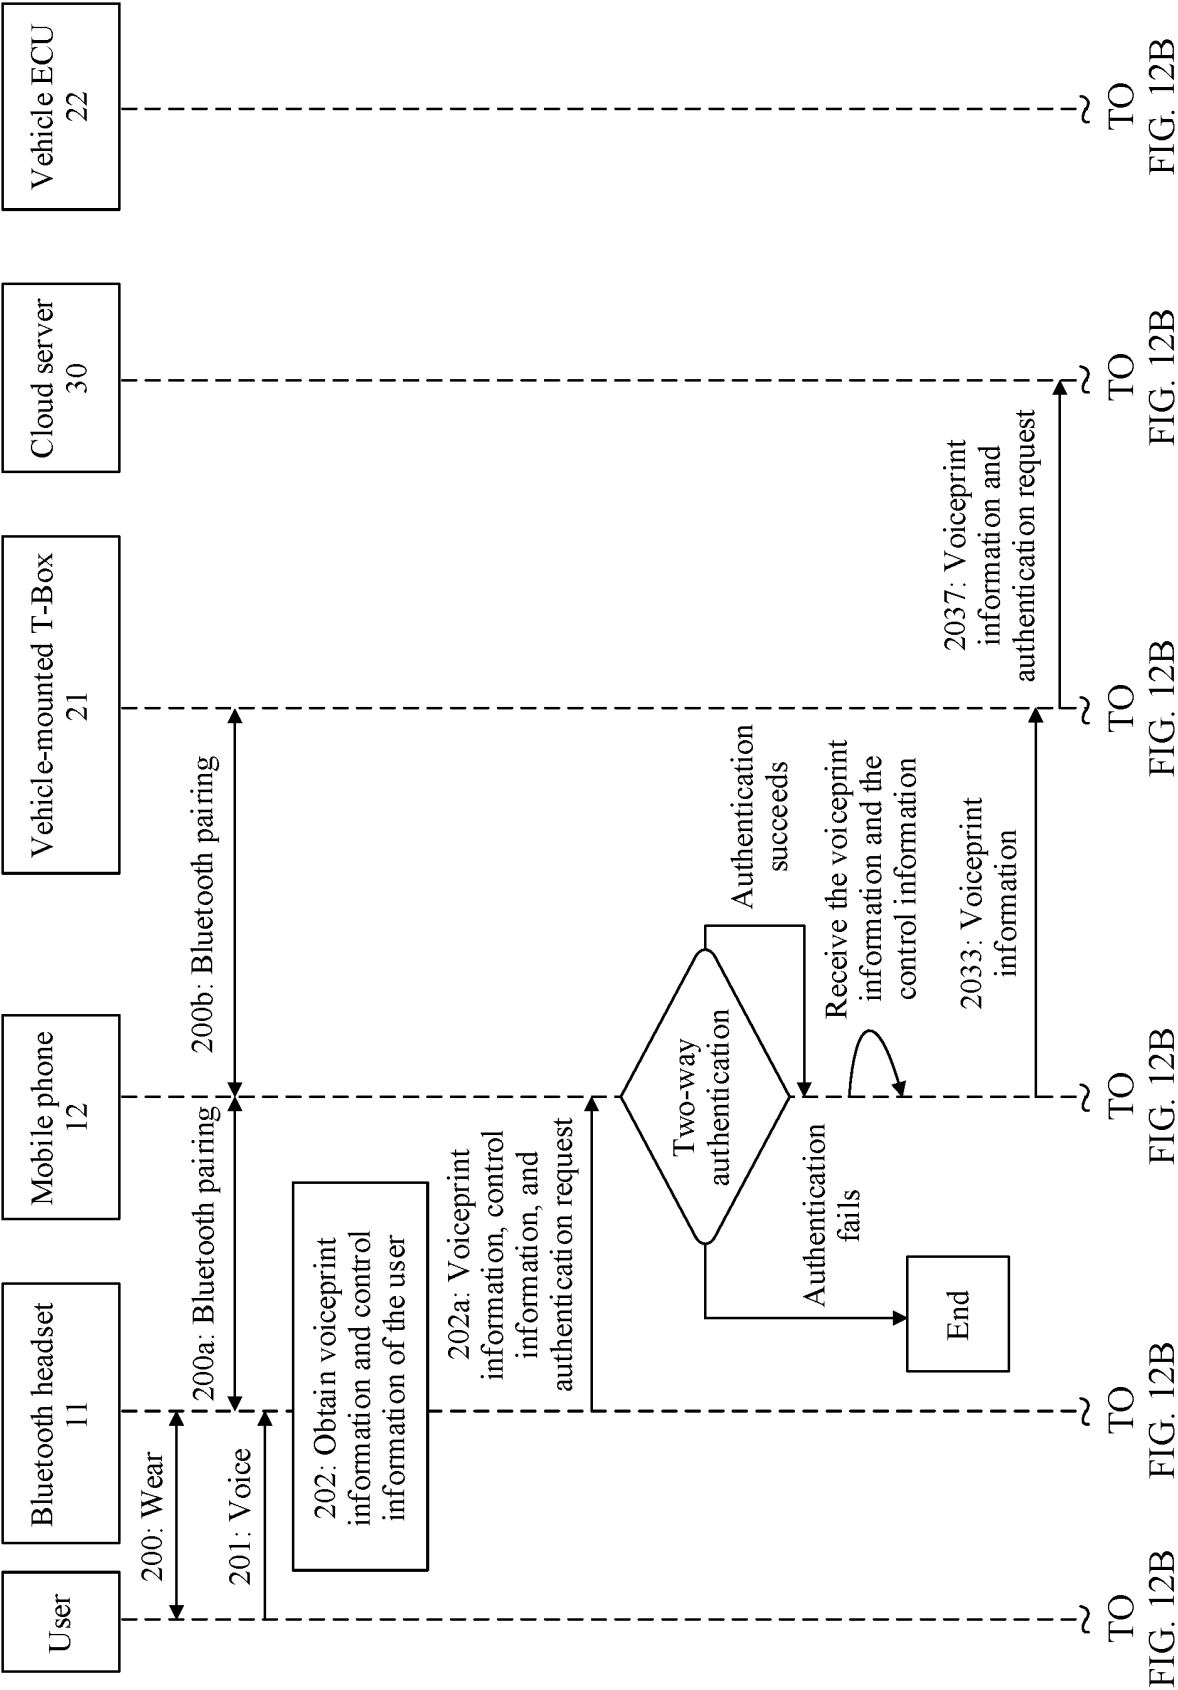 User
Bluetooth headset
11
Mobile phone
12
Vehicle-mounted T-Box
21
Cloud server
30
Vehicle ECU
22
200: Wear
200a: Bluetooth pairing
200b: Bluetooth pairing
201: Voice
202: Obtain voiceprint
information and control
information of the user
202a: Voiceprint
information, control
information, and
authentication request
Two-way
authentication
Authentication
succeeds
Authentication
fails
End
Receive the voiceprint
information and the
control information
2033: Voiceprint
information
2037: Voiceprint
information and
authentication request
TO
FIG. 12B
TO
FIG. 12B
TO
FIG. 12B
TO
FIG. 12B
TO
FIG. 12B
TO
FIG. 12B